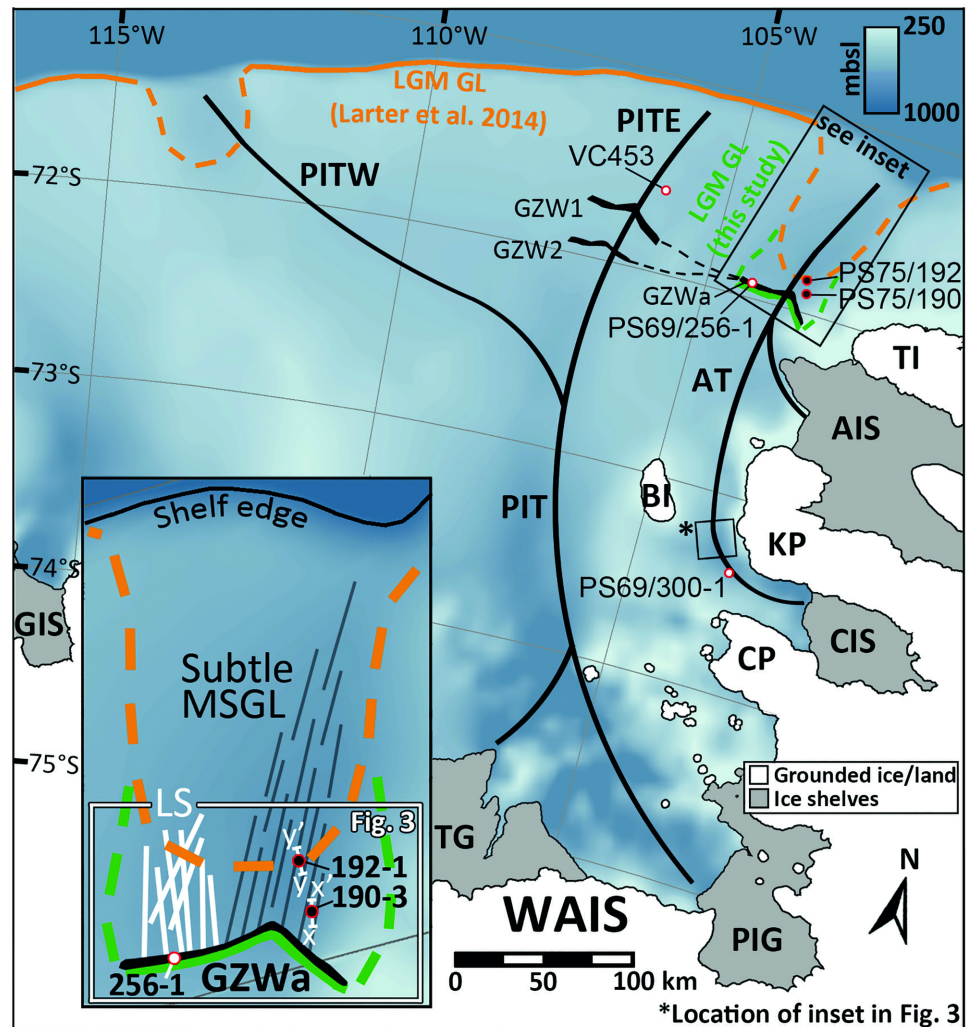 115°W
110°W
105°W
250
mbsl
1000
LGM GL
(Larter et al. 2014)
PITE
VC453
see inset
72°S
PITW
GZW1
GZW2
LGM GL
(this study)
GZWa
PS69/256-1
PS75/192
PS75/190
TI
73°S
AT
AIS
BI
PIT
*
KP
74°S
PS69/300-1
GIS
CP
CIS
75°S
Shelf edge
Subtle
MSGL
LS
Fig. 3
y'
192-1
y
x'
190-3
x
256-1
GZWa
Grounded ice/land
Ice shelves
TG
WAIS
N
PIG
0
50
100 km
*Location of inset in Fig. 3